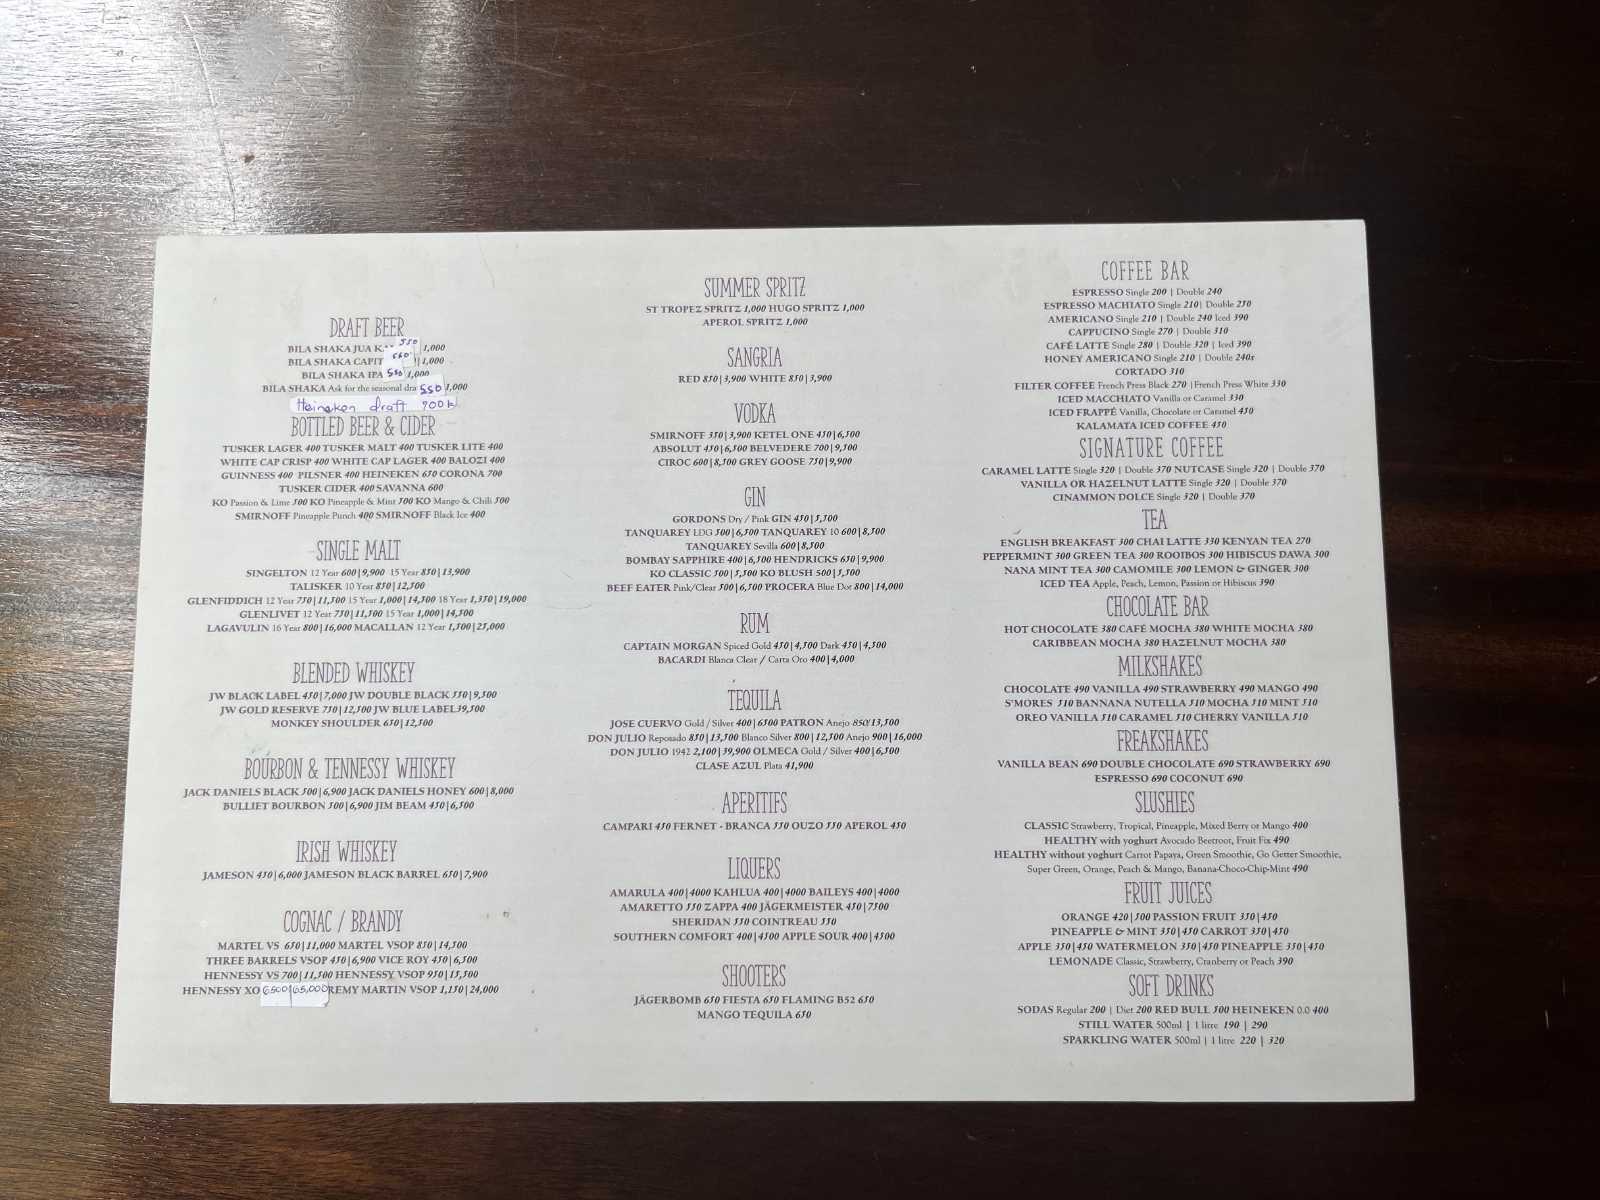 DRAFT BEER
BILA SHAKA JUA K 550 | 1,000
BILA SHAKA CAPIT 550 | 1,000
BILA SHAKA IPA 550 1,000
BILA SHAKA Ask for the seasonal dra 550 1,000
Heineken draft 700
BOTTLED BEER & CIDER
TUSKER LAGER 400 TUSKER MALT 400 TUSKER LITE 400
WHITE CAP CRISP 400 WHITE CAP LAGER 400 BALOZI 400
GUINNESS 400 PILSNER 400 HEINEKEN 650 CORONA 700
TUSKER CIDER 400 SAVANNA 600
KO Passion & Lime 500 KO Pineapple & Mint 500 KO Mango & Chili 500
SMIRNOFF Pineapple Punch 400 SMIRNOFF Black Ice 400
SINGLE MALT
SINGELTON 12 Year 600|9,900 15 Year 850|13,900
TALISKER 10 Year 850|12,500
GLENFIDDICH 12 Year 750|11,500 15 Year 1,000|14,500 18 Year 1,350|19,000
GLENLIVET 12 Year 750|11,500 15 Year 1,000|14,500
LAGAVULIN 16 Year 800|16,000 MACALLAN 12 Year 1,500|25,000
BLENDED WHISKEY
JW BLACK LABEL 450|7,000 JW DOUBLE BLACK 550|9,500
JW GOLD RESERVE 750|12,500 JW BLUE LABEL 39,500
MONKEY SHOULDER 650|12,500
BOURBON & TENNESSY WHISKEY
JACK DANIELS BLACK 500|6,900 JACK DANIELS HONEY 600|8,000
BULLIET BOURBON 500|6,900 JIM BEAM 450|6,500
IRISH WHISKEY
JAMESON 450|6,000 JAMESON BLACK BARREL 650|7,900
COGNAC / BRANDY
MARTEL VS 650|11,000 MARTEL VSOP 850|14,500
THREE BARRELS VSOP 450|6,900 VICE ROY 450|6,500
HENNESSY VS 700|11,500 HENNESSY VSOP 950|15,500
HENNESSY XO 6500|65,000 REMY MARTIN VSOP 1,150|24,000
SUMMER SPRITZ
ST TROPEZ SPRITZ 1,000 HUGO SPRITZ 1,000
APEROL SPRITZ 1,000
SANGRIA
RED 850|3,900 WHITE 850|3,900
VODKA
SMIRNOFF 350|3,900 KETEL ONE 450|6,500
ABSOLUT 450|6,500 BELVEDERE 700|9,500
CIROC 600|8,500 GREY GOOSE 750|9,900
GIN
GORDONS Dry / Pink GIN 450|5,500
TANQUAREY LDG 500|6,500 TANQUAREY 10 600|8,500
TANQUAREY Sevilla 600|8,500
BOMBAY SAPPHIRE 400|6,500 HENDRICKS 650|9,900
KO CLASSIC 500|5,500 KO BLUSH 500|5,500
BEEF EATER Pink/Clear 500|6,500 PROCERA Blue Dot 800|14,000
RUM
CAPTAIN MORGAN Spiced Gold 450|4,500 Dark 450|4,500
BACARDI Blanca Clear / Carta Oro 400|4,000
TEQUILA
JOSE CUERVO Gold / Silver 400|6500 PATRON Anejo 850/13,500
DON JULIO Reposado 850|13,500 Blanco Silver 800|12,500 Anejo 900|16,000
DON JULIO 1942 2,100|39,900 OLMECA Gold / Silver 400|6,500
CLASE AZUL Plata 41,900
APERITIFS
CAMPARI 450 FERNET - BRANCA 550 OUZO 550 APEROL 450
LIQUERS
AMARULA 400|4000 KAHLUA 400|4000 BAILEYS 400|4000
AMARETTO 550 ZAPPA 400 JÄGERMEISTER 450|7500
SHERIDAN 550 COINTREAU 550
SOUTHERN COMFORT 400|4500 APPLE SOUR 400|4500
SHOOTERS
JÄGERBOMB 650 FIESTA 650 FLAMING B52 650
MANGO TEQUILA 650
COFFEE BAR
ESPRESSO Single 200 | Double 240
ESPRESSO MACHIATO Single 210| Double 250
AMERICANO Single 210 | Double 240 Iced 390
CAPPUCINO Single 270 | Double 310
CAFÉ LATTE Single 280 | Double 320 | Iced 390
HONEY AMERICANO Single 210 | Double 240s
CORTADO 310
FILTER COFFEE French Press Black 270 |French Press White 330
ICED MACCHIATO Vanilla or Caramel 330
ICED FRAPPÉ Vanilla, Chocolate or Caramel 450
KALAMATA ICED COFFEE 450
SIGNATURE COFFEE
CARAMEL LATTE Single 320 | Double 370 NUTCASE Single 320 | Double 370
VANILLA OR HAZELNUT LATTE Single 320 | Double 370
CINAMMON DOLCE Single 320 | Double 370
TEA
ENGLISH BREAKFAST 300 CHAI LATTE 330 KENYAN TEA 270
PEPPERMINT 300 GREEN TEA 300 ROOIBOS 300 HIBISCUS DAWA 300
NANA MINT TEA 300 CAMOMILE 300 LEMON & GINGER 300
ICED TEA Apple, Peach, Lemon, Passion or Hibiscus 390
CHOCOLATE BAR
HOT CHOCOLATE 380 CAFÉ MOCHA 380 WHITE MOCHA 380
CARIBBEAN MOCHA 380 HAZELNUT MOCHA 380
MILKSHAKES
CHOCOLATE 490 VANILLA 490 STRAWBERRY 490 MANGO 490
S'MORES 510 BANNANA NUTELLA 510 MOCHA 510 MINT 510
OREO VANILLA 510 CARAMEL 510 CHERRY VANILLA 510
FREAKSHAKES
VANILLA BEAN 690 DOUBLE CHOCOLATE 690 STRAWBERRY 690
ESPRESSO 690 COCONUT 690
SLUSHIES
CLASSIC Strawberry, Tropical, Pineapple, Mixed Berry or Mango 400
HEALTHY with yoghurt Avocado Beetroot, Fruit Fix 490
HEALTHY without yoghurt Carrot Papaya, Green Smoothie, Go Getter Smoothie,
Super Green, Orange, Peach & Mango, Banana-Choco-Chip-Mint 490
FRUIT JUICES
ORANGE 420|500 PASSION FRUIT 350|450
PINEAPPLE & MINT 350|450 CARROT 350|450
APPLE 350|450 WATERMELON 350|450 PINEAPPLE 350|450
LEMONADE Classic, Strawberry, Cranberry or Peach 390
SOFT DRINKS
SODAS Regular 200 | Diet 200 RED BULL 500 HEINEKEN 0.0 400
STILL WATER 500ml | 1 litre 190 | 290
SPARKLING WATER 500ml | 1 litre 220 | 320